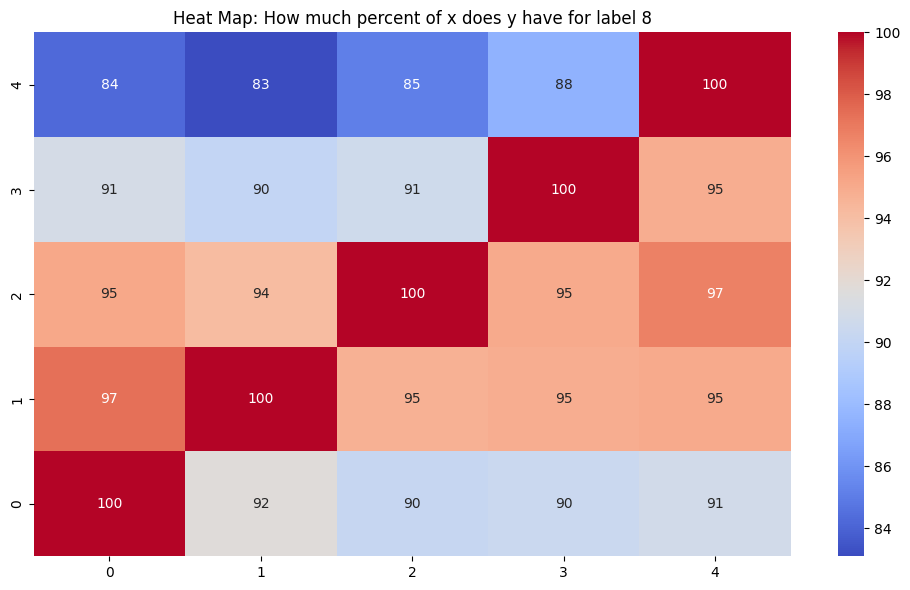 Heat Map: How much percent of x does y have for label 8
4 84 83 85 88 100
3 91 90 91 100 95
2 95 94 100 95 97
1 97 100 95 95 95
0 100 92 90 90 91
0 1 2 3 4
100
98
96
94
92
90
88
86
84